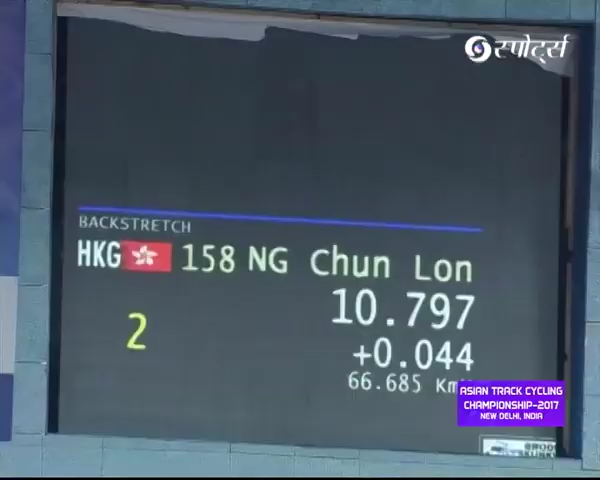 स्पोर्ट्स
BACKSTRETCH
HKG 158 NG Chun Lon
10.797
2
+0.044
66.685
ASIAN TRACK CYCLING
CHAMPIONSHIP-2017
NEW DELHI, INDIA